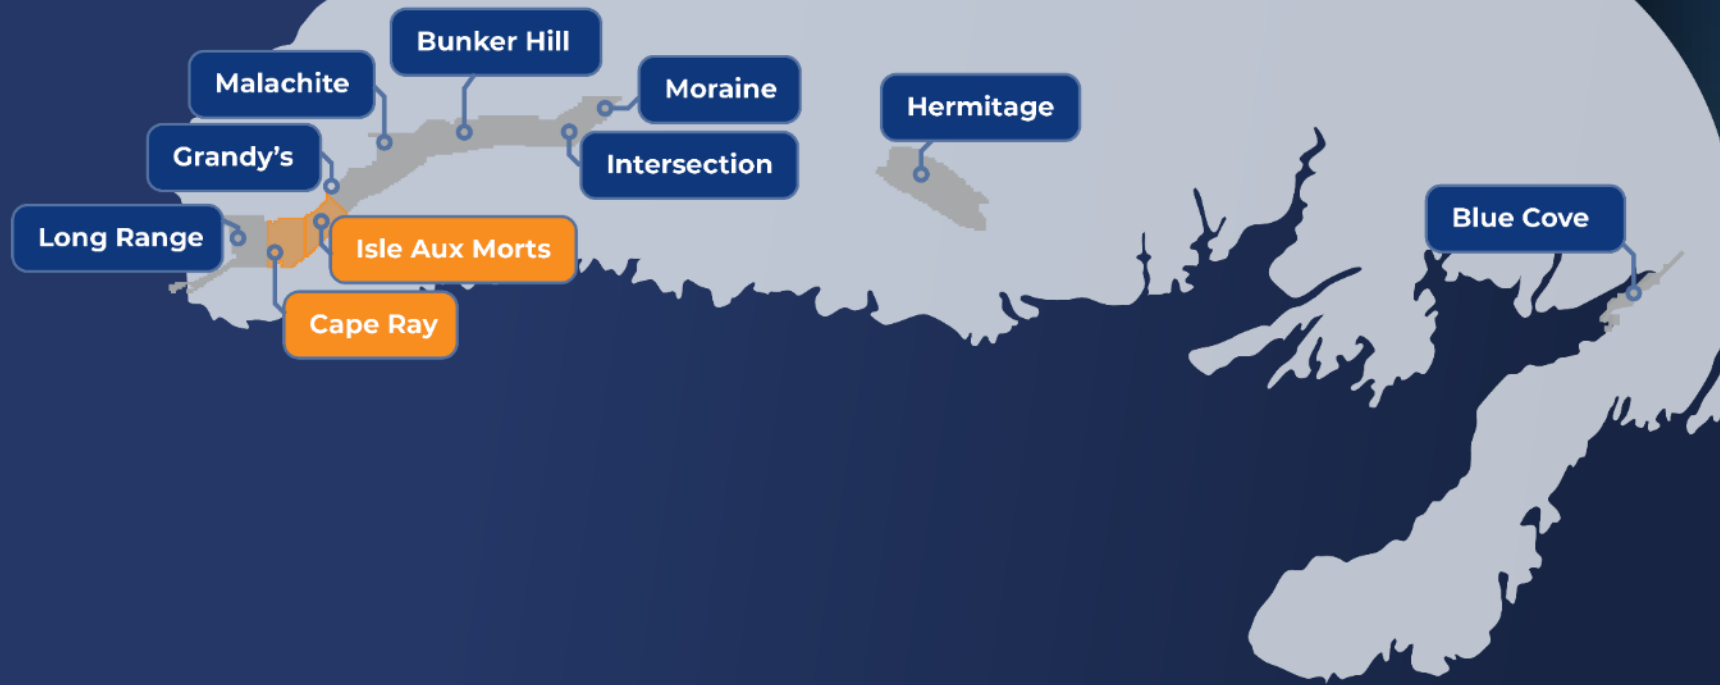 Bunker Hill
Malachite
Moraine
Hermitage
Grandy’s
Intersection
Blue Cove
Long Range
Isle Aux Morts
Cape Ray